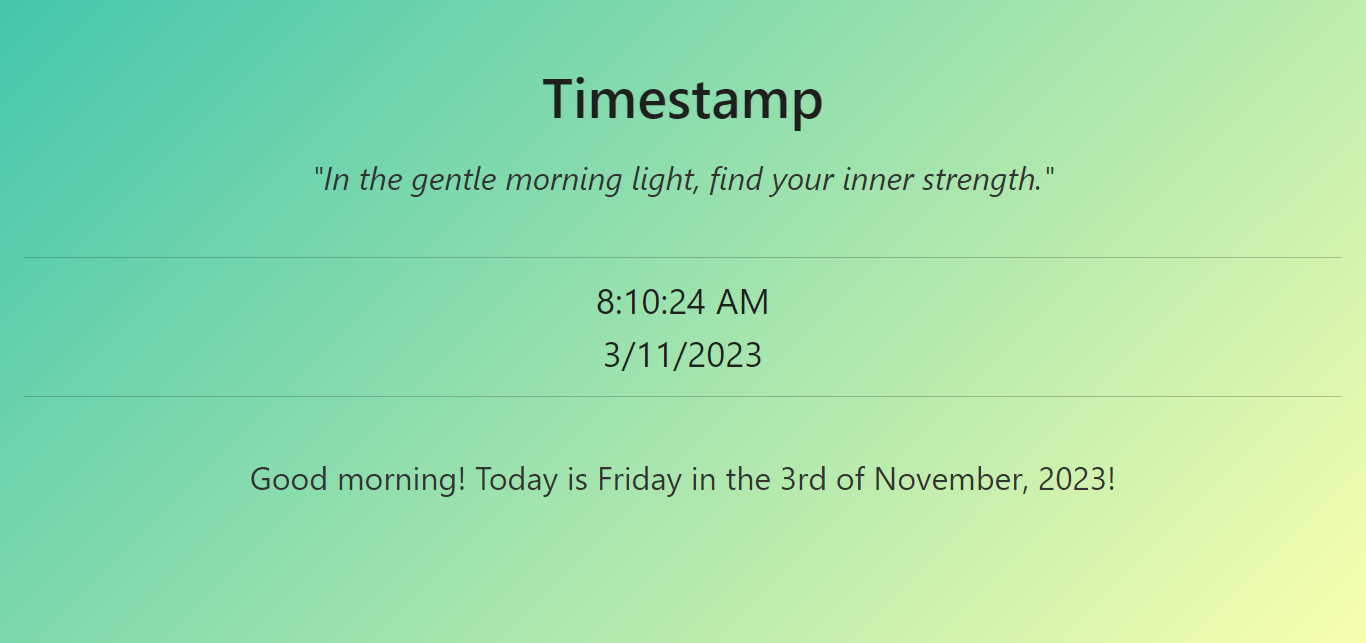 Timestamp
"In the gentle morning light, find your inner strength."
8:10:24 AM
3/11/2023
Good morning! Today is Friday in the 3rd of November, 2023!